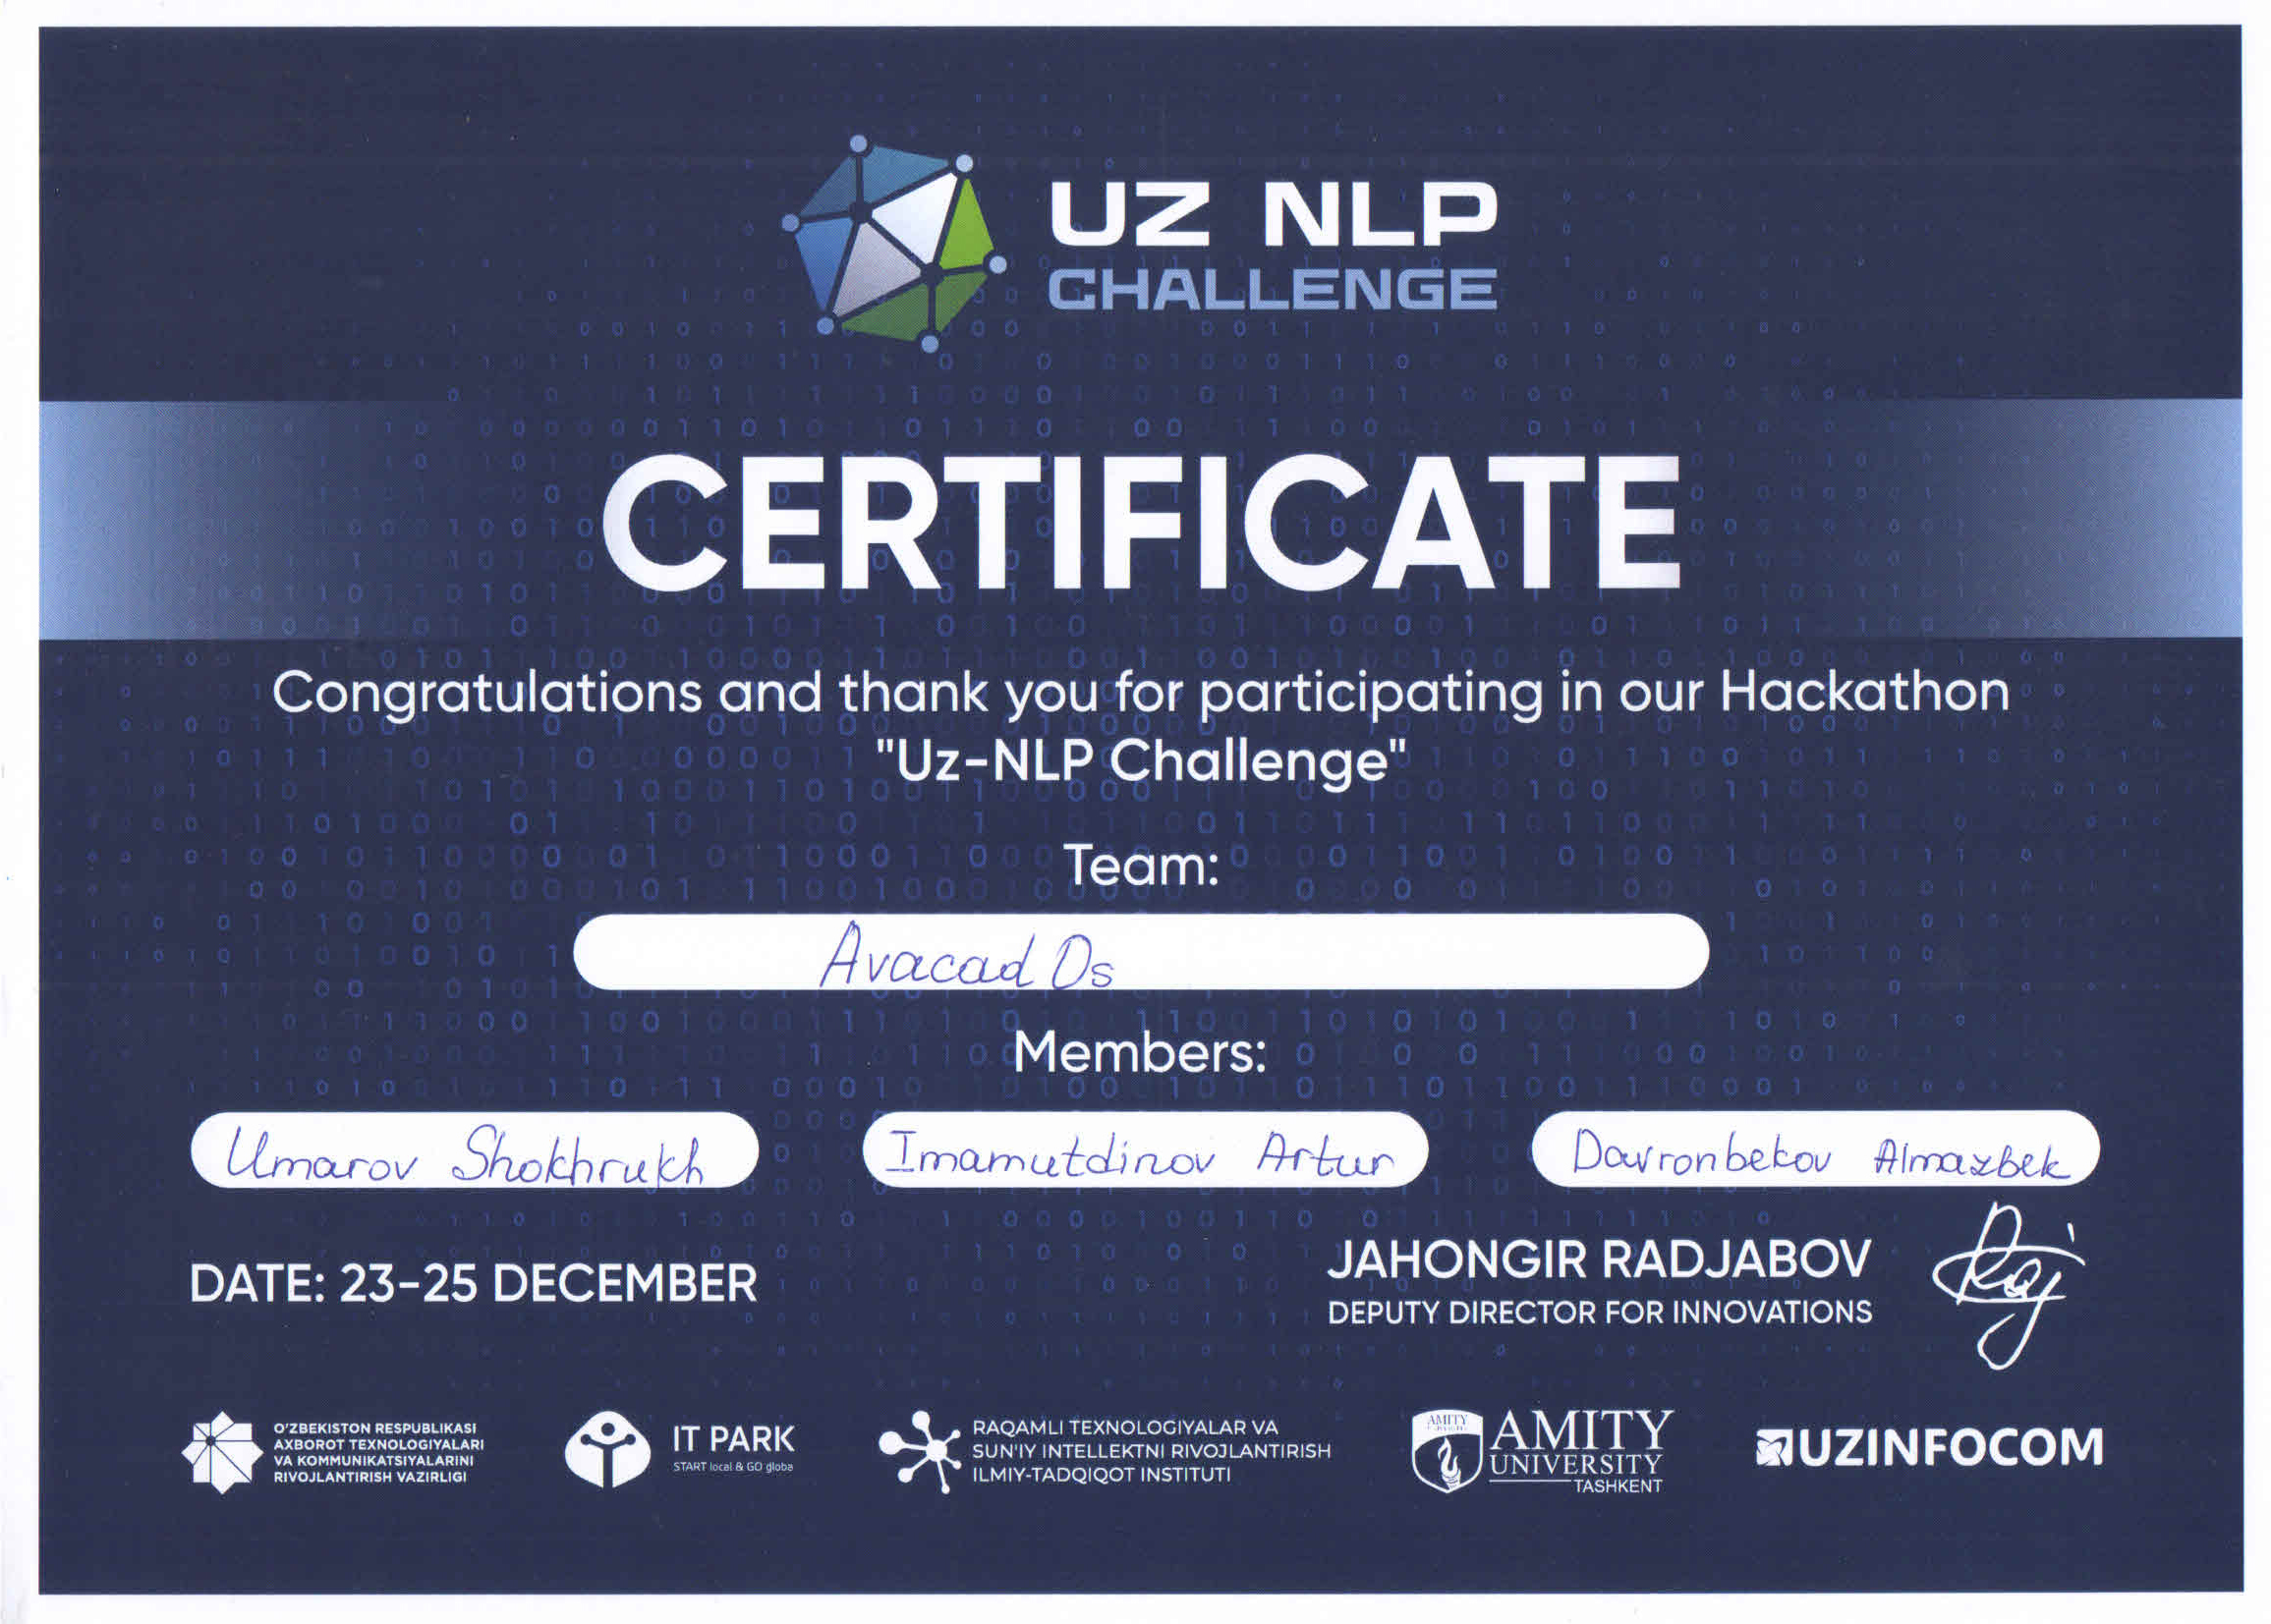 UZ NLP
CHALLENGE
CERTIFICATE
Congratulations and thank you for participating in our Hackathon
"Uz-NLP Challenge"
Team:
AvacadOs
Members:
Umarov Shokhrukh
Imamutdinov Artur
Davronbekov Almazbek
DATE: 23-25 DECEMBER
JAHONGIR RADJABOV
DEPUTY DIRECTOR FOR INNOVATIONS
O'ZBEKISTON RESPUBLIKASI
AXBOROT TEXNOLOGIYALARI
VA KOMMUNIKATSIYALARINI
RIVOJLANTIRISH VAZIRLIGI
IT PARK
START local & GO globa
RAQAMLI TEXNOLOGIYALAR VA
SUN'IY INTELLEKTNI RIVOJLANTIRISH
ILMIY-TADQIQOT INSTITUTI
AMITY
AMITY
UNIVERSITY
TASHKENT
UZINFOCOM